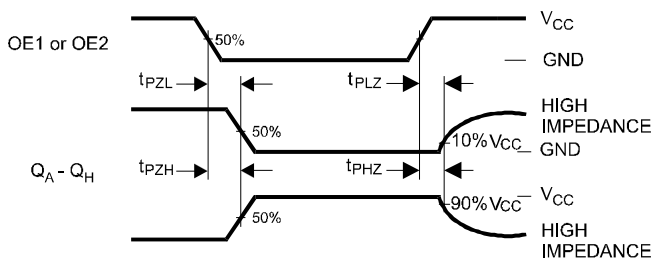 OE1 or OE2
50%
VCC
GND
tPZL
tPLZ
HIGH
IMPEDANCE
50%
10% VCC
GND
QA - QH
tPZH
tPHZ
VCC
90% VCC
50%
HIGH
IMPEDANCE